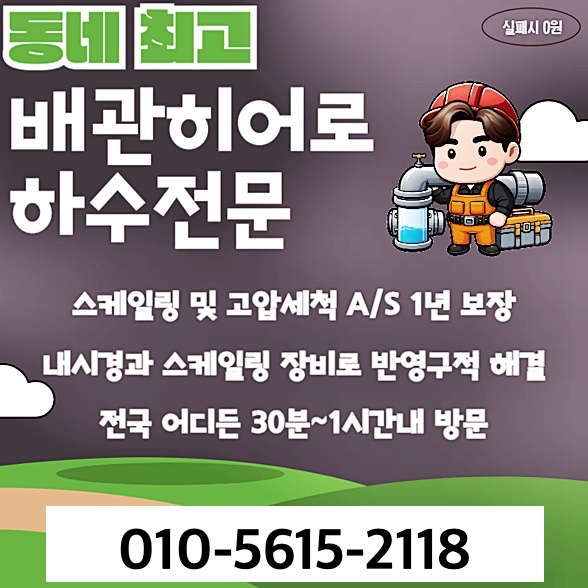 동네 최고
실패시 0원
배관히어로
하수전문
스케일링 및 고압세척 A/S 1년 보장
내시경과 스케일링 장비로 반영구적 해결
전국 어디든 30분~1시간내 방문
010-5615-2118